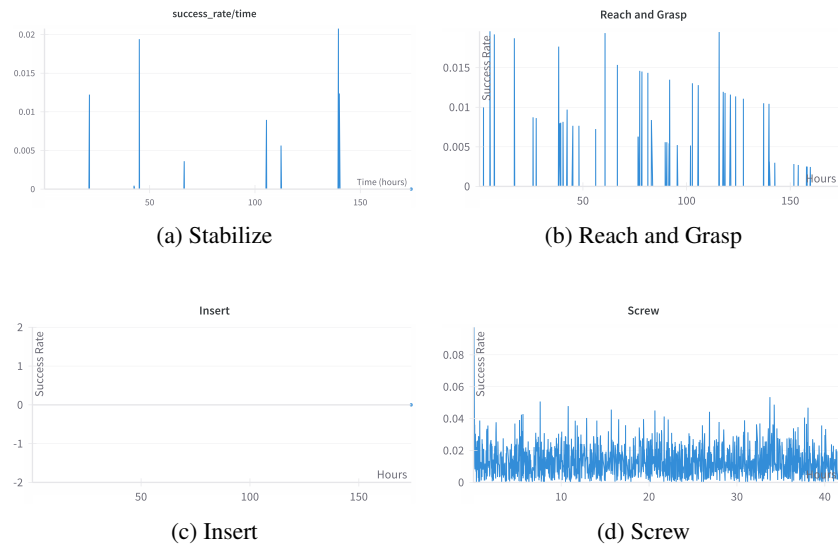 success_rate/time
0.02
0.015
0.01
0.005
0
50
100
150
Time (hours)
(a) Stabilize
Reach and Grasp
Success Rate
0.015
0.01
0.005
0
50
100
150
Hours
(b) Reach and Grasp
Insert
Success Rate
2
1
0
-1
-2
50
100
150
Hours
(c) Insert
Screw
Success Rate
0.08
0.06
0.04
0.02
0
10
20
30
40
(d) Screw